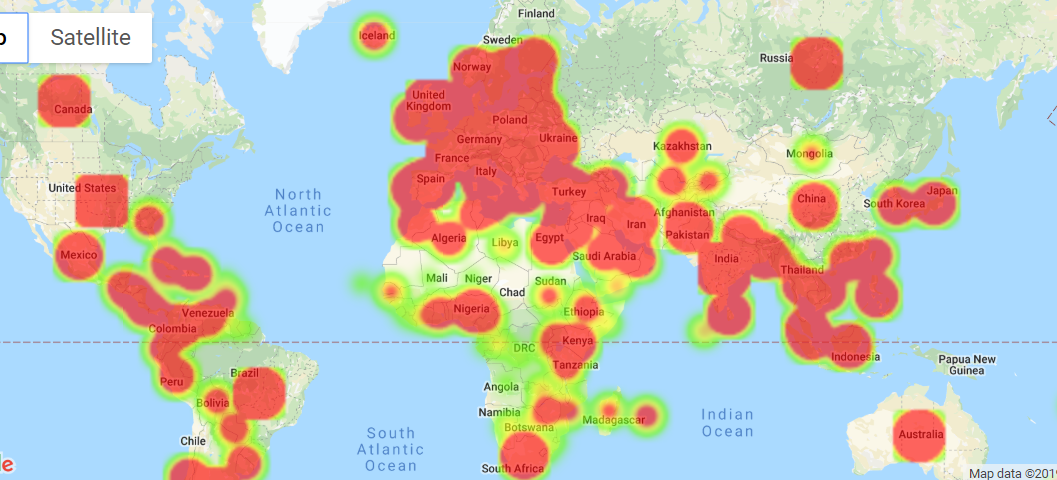 Satellite
Finland
Iceland
Sweden
Norway
Russia
Canada
United
Kingdom
Poland
Ukraine
Germany
France
Italy
Spain
Kazakhstan
Mongolia
United States
Turkey
Japan
China
South Korea
North
Atlantic
Ocean
Iraq
Iran
Afghanistan
Pakistan
Algeria
Libya
Egypt
Saudi Arabia
Mexico
India
Thailand
Mali
Niger
Chad
Sudan
Nigeria
Ethiopia
Venezuela
Colombia
DRC
Kenya
Tanzania
Indonesia
Papua New
Guinea
Peru
Brazil
Bolivia
Angola
Namibia
Botswana
Madagascar
Indian
Ocean
Chile
South
Atlantic
Ocean
South Africa
Australia
Map data ©2019